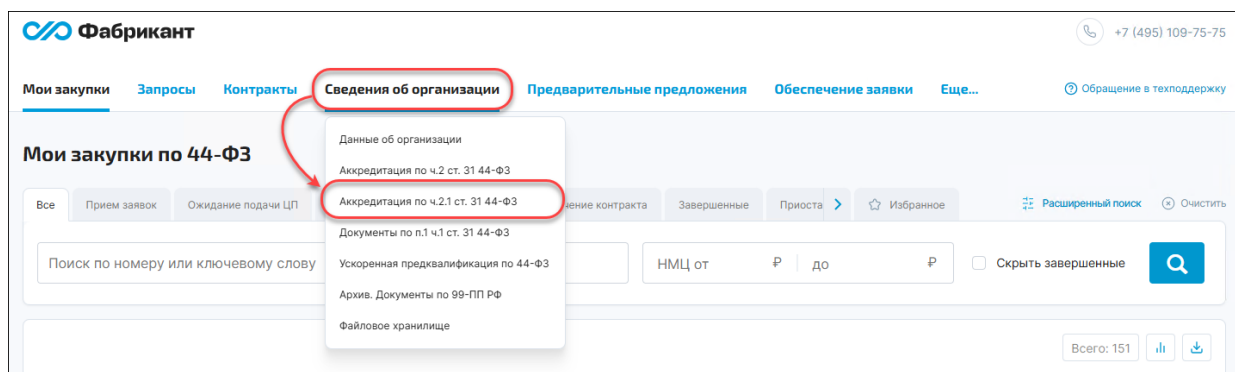 Фабрикант
+7 (495) 109-75-75
Мои закупки Запросы Контракты Сведения об организации Предварительные предложения Обеспечение заявки Еще... Обращение в техподдержку
Данные об организации
Мои закупки по 44-ФЗ
Аккредитация по ч.2 ст. 31 44-ФЗ
Все Прием заявок Ожидание подачи ЦП Аккредитация по ч.2.1 ст. 31 44-ФЗ контракта Завершенные Приоста Избранное Расширенный поиск Очистить
Документы по п.1 ч.1 ст. 31 44-ФЗ
Поиск по номеру или ключевому слову Ускоренная предквалификация по 44-ФЗ НМЦ от ₽ до ₽ Скрыть завершенные
Архив. Документы по 99-ПП РФ
Файловое хранилище
Всего: 151